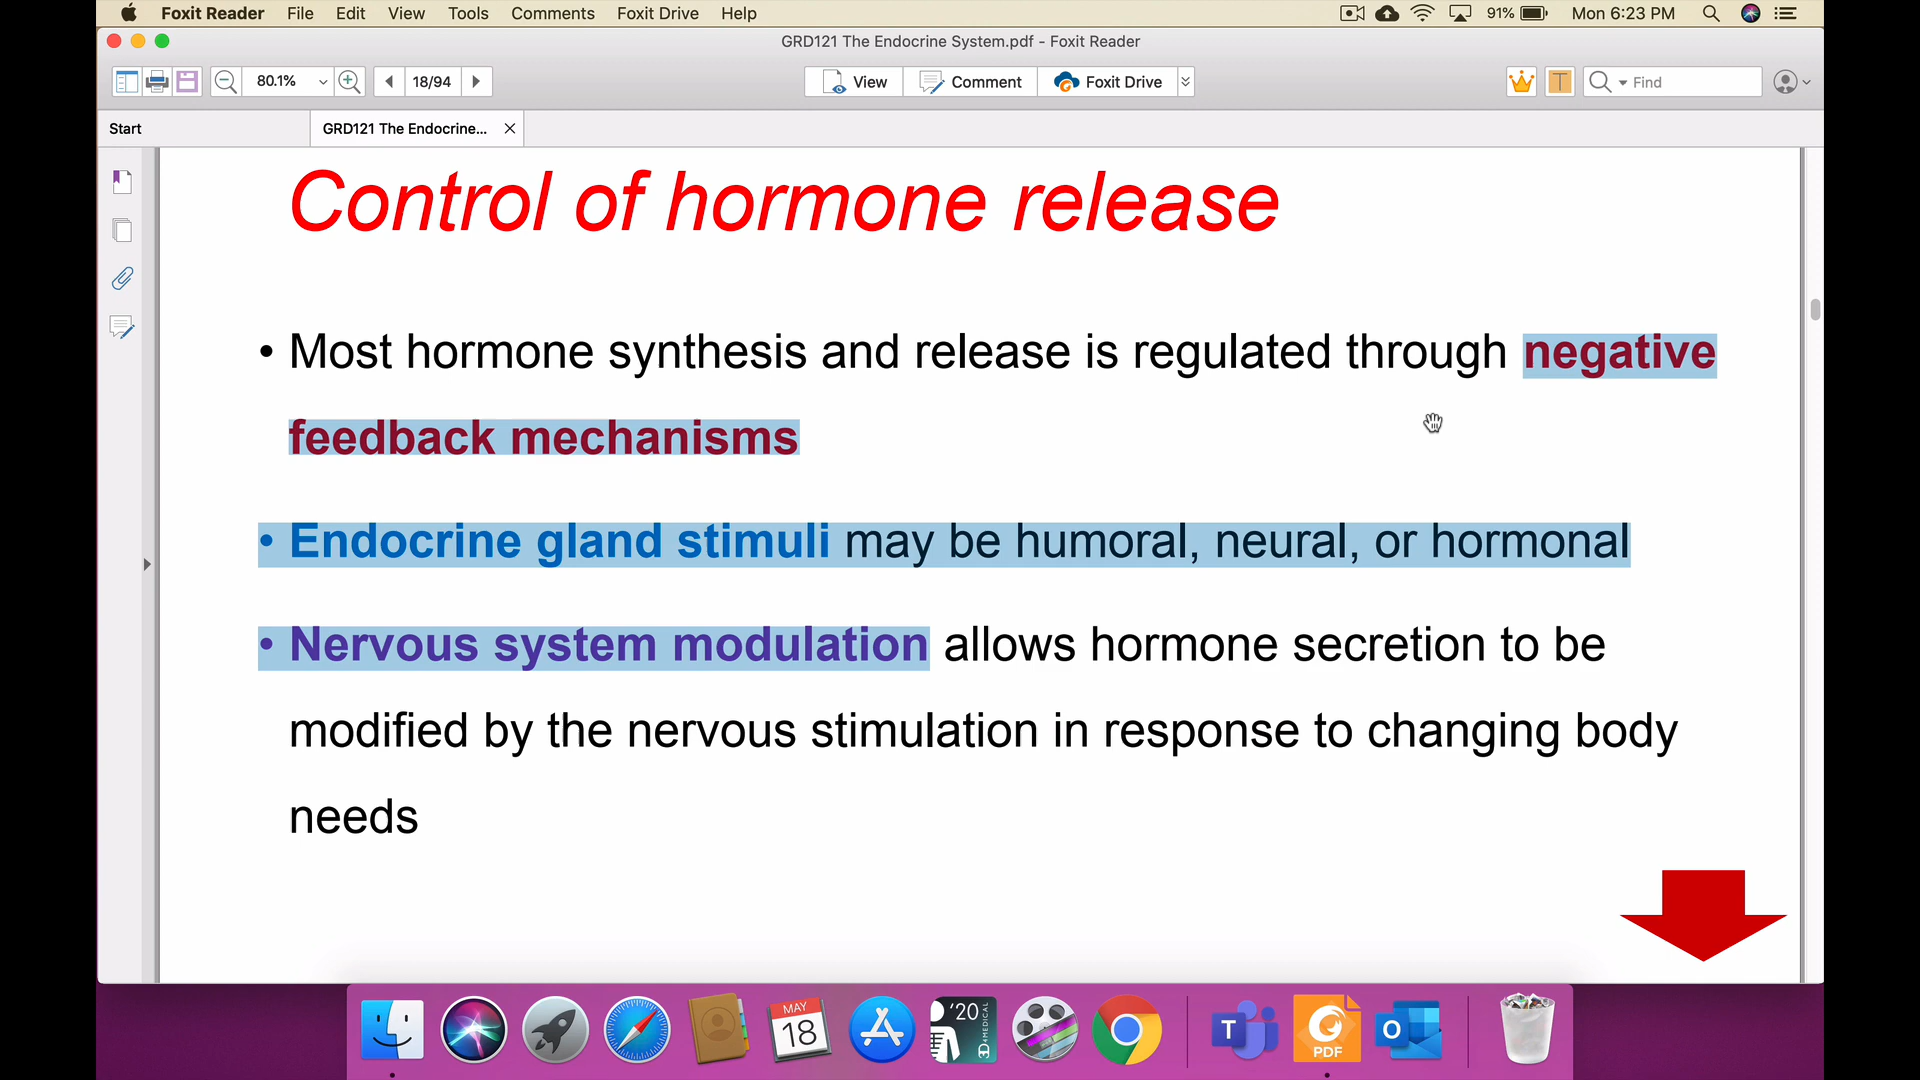 Foxit Reader File Edit View Tools Comments Foxit Drive Help 91% Mon 6:23 PM
GRD121 The Endocrine System.pdf - Foxit Reader
80.1% 18/94 View Comment Foxit Drive T Find
Start GRD121 The Endocrine...
Control of hormone release
• Most hormone synthesis and release is regulated through negative
feedback mechanisms
• Endocrine gland stimuli may be humoral, neural, or hormonal
• Nervous system modulation allows hormone secretion to be
modified by the nervous stimulation in response to changing body
needs
MAY
18
'20
3D4MEDICAL
T
PDF
O